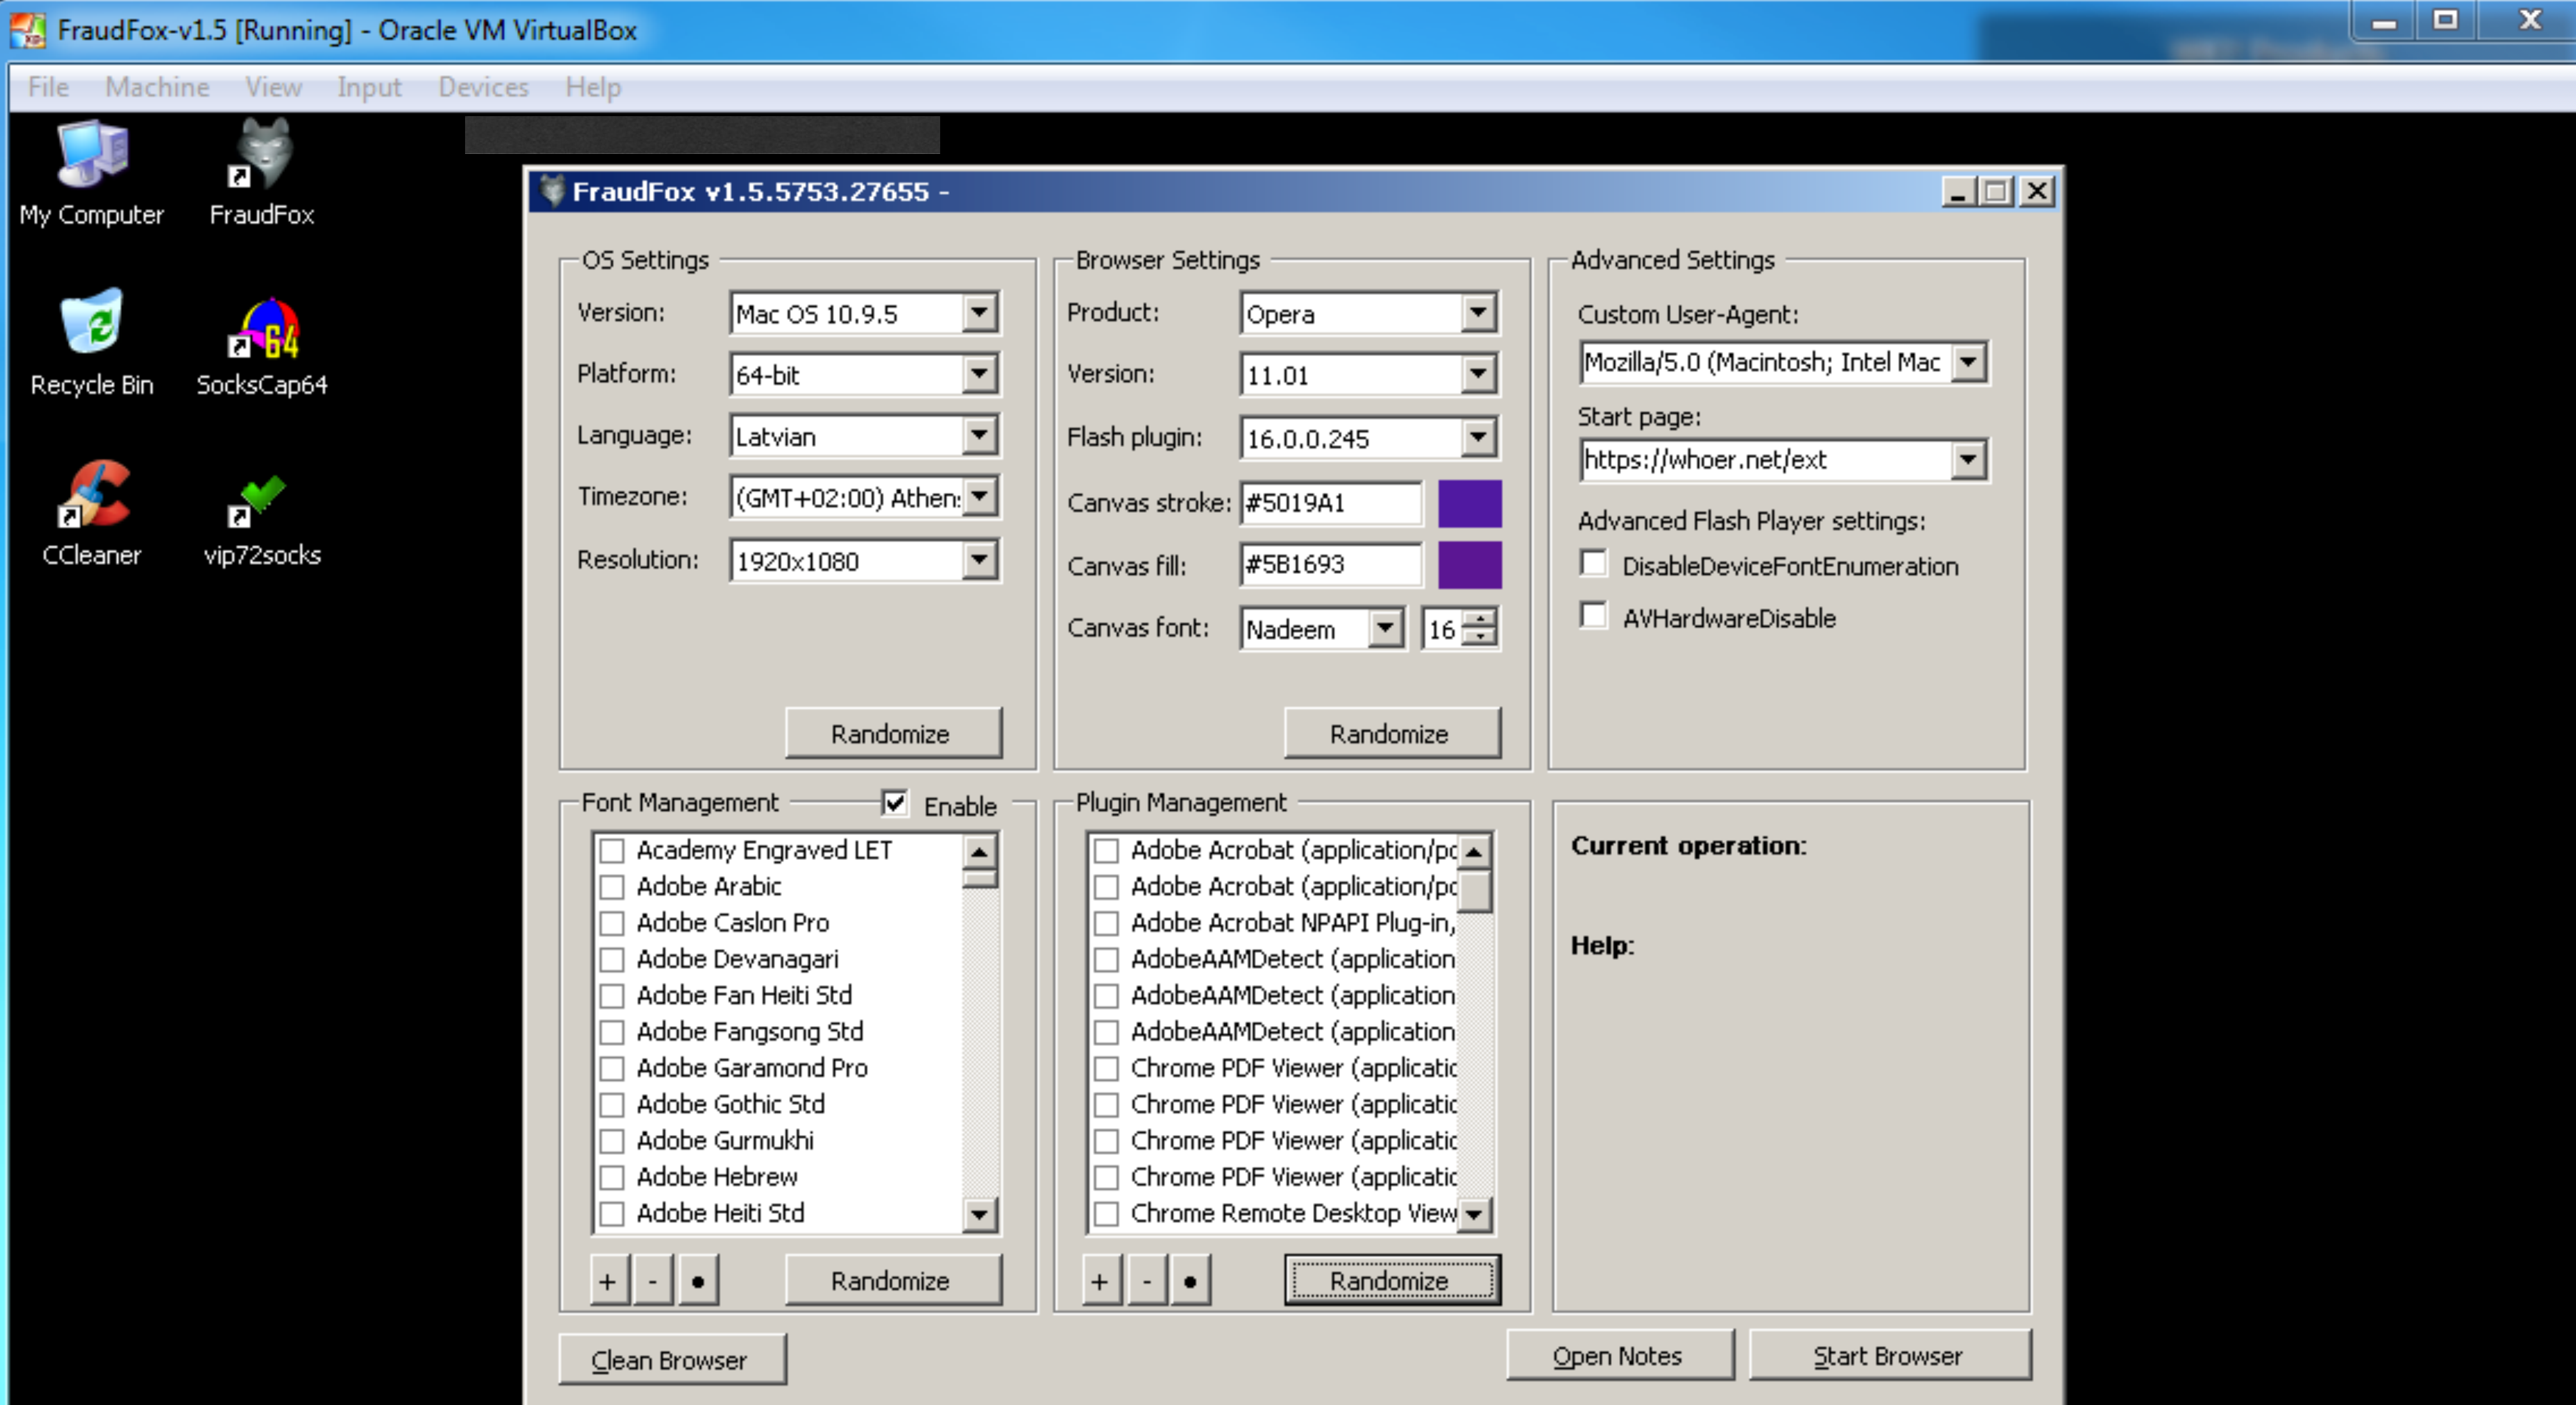 FraudFox-v1.5 [Running] - Oracle VM VirtualBox
File Machine View Input Devices Help
My Computer
FraudFox
Recycle Bin
64
SocksCap64
CCleaner
vip72socks
FraudFox v1.5.5753.27655 -
OS Settings
Version: Mac OS 10.9.5
Platform: 64-bit
Language: Latvian
Timezone: (GMT+02:00) Athen:
Resolution: 1920x1080
Randomize
Browser Settings
Product: Opera
Version: 11.01
Flash plugin: 16.0.0.245
Canvas stroke: #5019A1
Canvas fill: #5B1693
Canvas font: Nadeem 16
Randomize
Advanced Settings
Custom User-Agent:
Mozilla/5.0 (Macintosh; Intel Mac
Start page:
https://whoer.net/ext
Advanced Flash Player settings:
DisableDeviceFontEnumeration
AVHardwareDisable
Font Management Enable
Academy Engraved LET
Adobe Arabic
Adobe Caslon Pro
Adobe Devanagari
Adobe Fan Heiti Std
Adobe Fangsong Std
Adobe Garamond Pro
Adobe Gothic Std
Adobe Gurmukhi
Adobe Hebrew
Adobe Heiti Std
+ - • Randomize
Plugin Management
Adobe Acrobat (application/pd
Adobe Acrobat (application/pd
Adobe Acrobat NPAPI Plug-in,
AdobeAAMDetect (application
AdobeAAMDetect (application
AdobeAAMDetect (application
Chrome PDF Viewer (applicatic
Chrome PDF Viewer (applicatic
Chrome PDF Viewer (applicatic
Chrome PDF Viewer (applicatic
Chrome Remote Desktop View
+ - • Randomize
Current operation:
Help:
Clean Browser
Open Notes
Start Browser